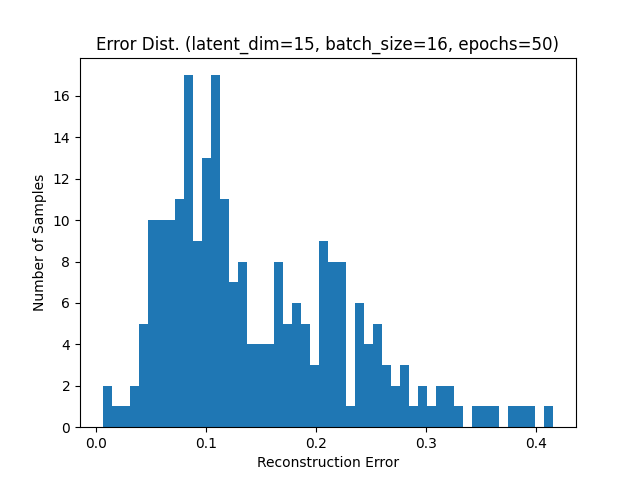 Error Dist. (latent_dim=15, batch_size=16, epochs=50)
16
14
12
10
8
6
4
2
0
Number of Samples
0.0 0.1 0.2 0.3 0.4
Reconstruction Error